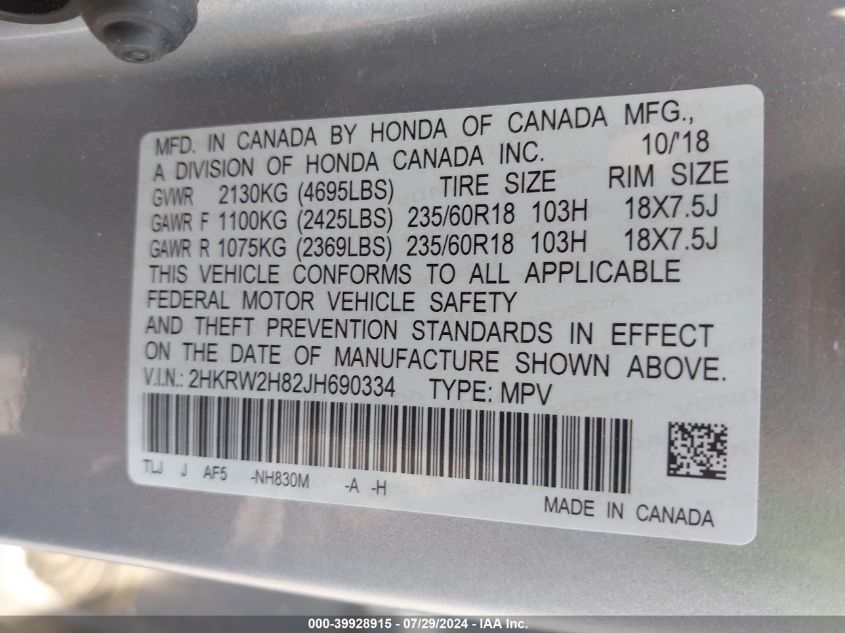 MFD. IN CANADA BY HONDA OF CANADA MFG.,
A DIVISION OF HONDA CANADA INC. 10/'18
GVWR 2130KG (4695LBS) TIRE SIZE RIM SIZE
GAWR F 1100KG (2425LBS) 235/60R18 103H 18X7.5J
GAWR R 1075KG (2369LBS) 235/60R18 103H 18X7.5J
THIS VEHICLE CONFORMS TO ALL APPLICABLE
FEDERAL MOTOR VEHICLE SAFETY
AND THEFT PREVENTION STANDARDS IN EFFECT
ON THE DATE OF MANUFACTURE SHOWN ABOVE.
V.I.N.: 2HKRW2H82JH690334 TYPE: MPV
TLJ J AF5 -NH830M -A -H
MADE IN CANADA
000-39928915 - 07/29/2024 - IAA Inc.